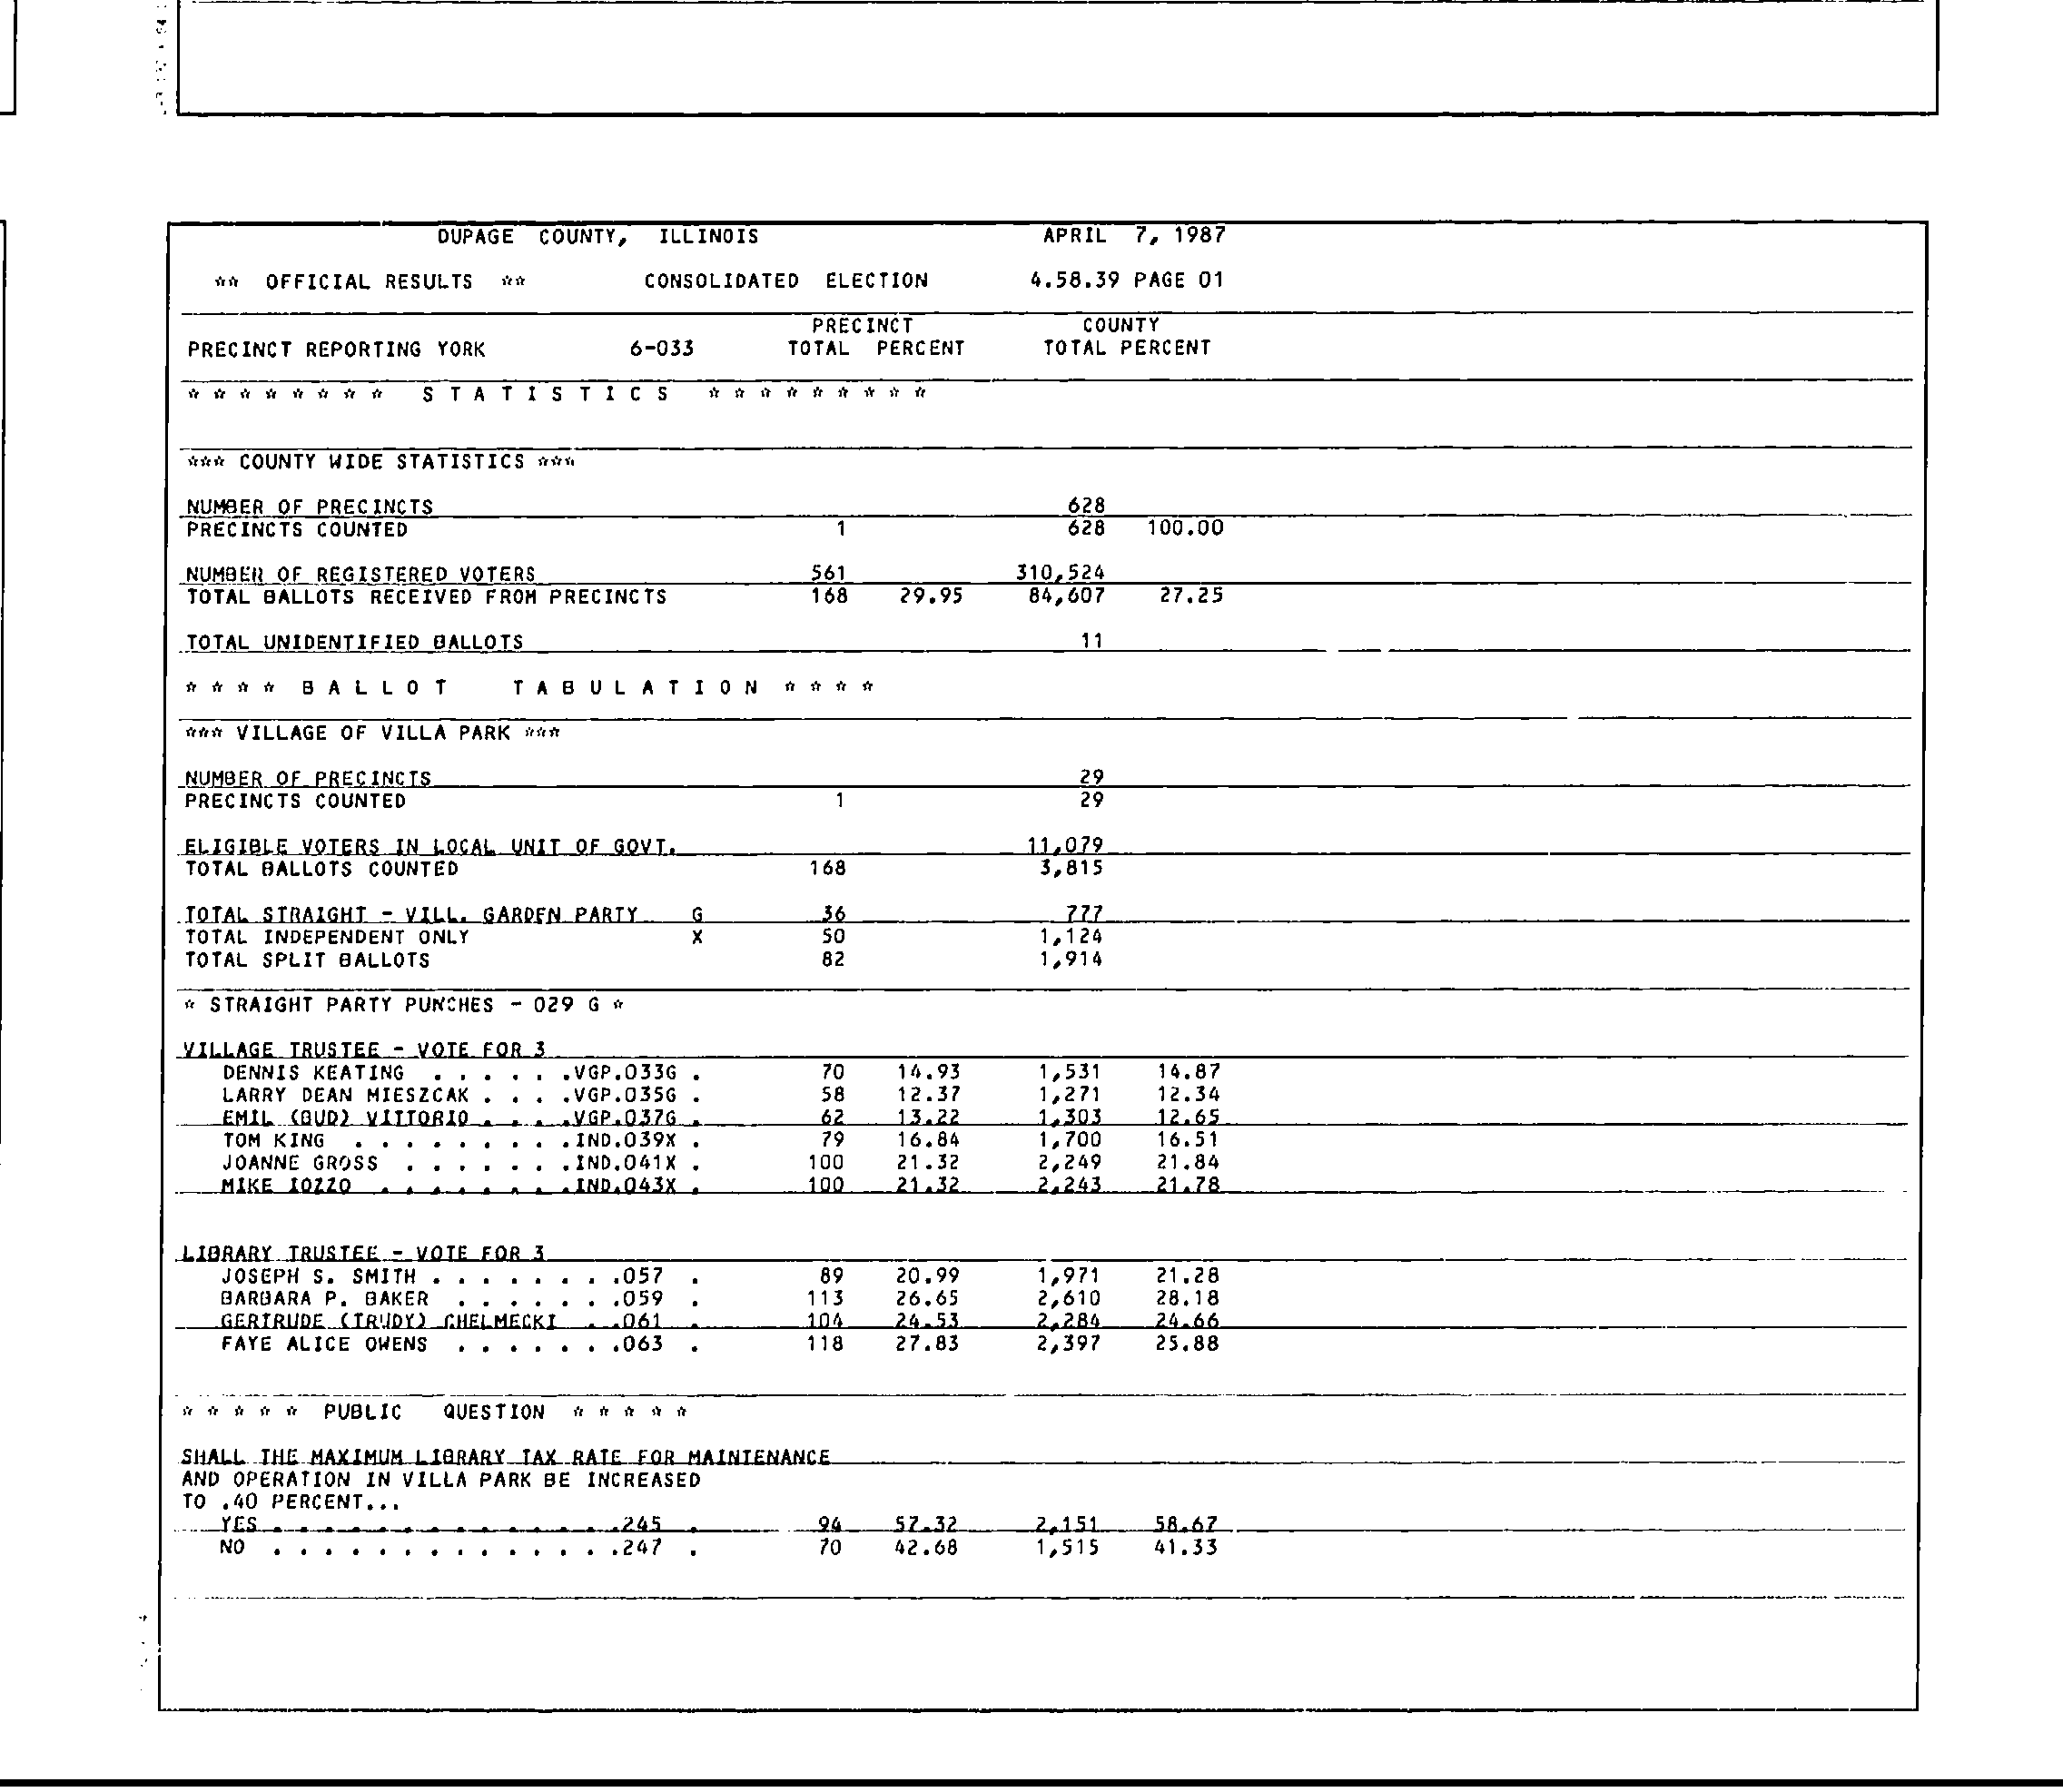 DUPAGE COUNTY, ILLINOIS APRIL 7, 1987
** OFFICIAL RESULTS ** CONSOLIDATED ELECTION 4.58.39 PAGE 01
PRECINCT COUNTY
PRECINCT REPORTING YORK 6-033 TOTAL PERCENT TOTAL PERCENT
* * * * * * * * S T A T I S T I C S * * * * * * * * *
*** COUNTY WIDE STATISTICS ***
NUMBER OF PRECINCTS 628
PRECINCTS COUNTED 1 628 100.00
NUMBER OF REGISTERED VOTERS 561 310,524
TOTAL BALLOTS RECEIVED FROM PRECINCTS 168 29.95 84,607 27.25
TOTAL UNIDENTIFIED BALLOTS 11
* * * * B A L L O T T A B U L A T I O N * * * *
*** VILLAGE OF VILLA PARK ***
NUMBER OF PRECINCTS 29
PRECINCTS COUNTED 1 29
ELIGIBLE VOTERS IN LOCAL UNIT OF GOVT. 11,079
TOTAL BALLOTS COUNTED 168 3,815
TOTAL STRAIGHT - VILL. GARDEN PARTY G 36 777
TOTAL INDEPENDENT ONLY X 50 1,124
TOTAL SPLIT BALLOTS 82 1,914
* STRAIGHT PARTY PUNCHES - 029 G *
VILLAGE TRUSTEE - VOTE FOR 3
DENNIS KEATING . . . . . .VGP.033G . 70 14.93 1,531 14.87
LARRY DEAN MIESZCAK . . . .VGP.035G . 58 12.37 1,271 12.34
EMIL (BUD) VITTORIO . . . .VGP.037G . 62 13.22 1,303 12.65
TOM KING . . . . . . . . .IND.039X . 79 16.84 1,700 16.51
JOANNE GROSS . . . . . . .IND.041X . 100 21.32 2,249 21.84
MIKE IOZZO . . . . . . . .IND.043X . 100 21.32 2,243 21.78
LIBRARY TRUSTEE - VOTE FOR 3
JOSEPH S. SMITH . . . . . . . .057 . 89 20.99 1,971 21.28
BARBARA P. BAKER . . . . . . .059 . 113 26.65 2,610 28.18
GERTRUDE (TRUDY) CHELMECKI . .061 . 104 24.53 2,284 24.66
FAYE ALICE OWENS . . . . . . .063 . 118 27.83 2,397 25.88
* * * * * PUBLIC QUESTION * * * * *
SHALL THE MAXIMUM LIBRARY TAX RATE FOR MAINTENANCE
AND OPERATION IN VILLA PARK BE INCREASED
TO .40 PERCENT...
YES . . . . . . . . . . . . . .245 . 94 57.32 2,151 58.67
NO . . . . . . . . . . . . . .247 . 70 42.68 1,515 41.33